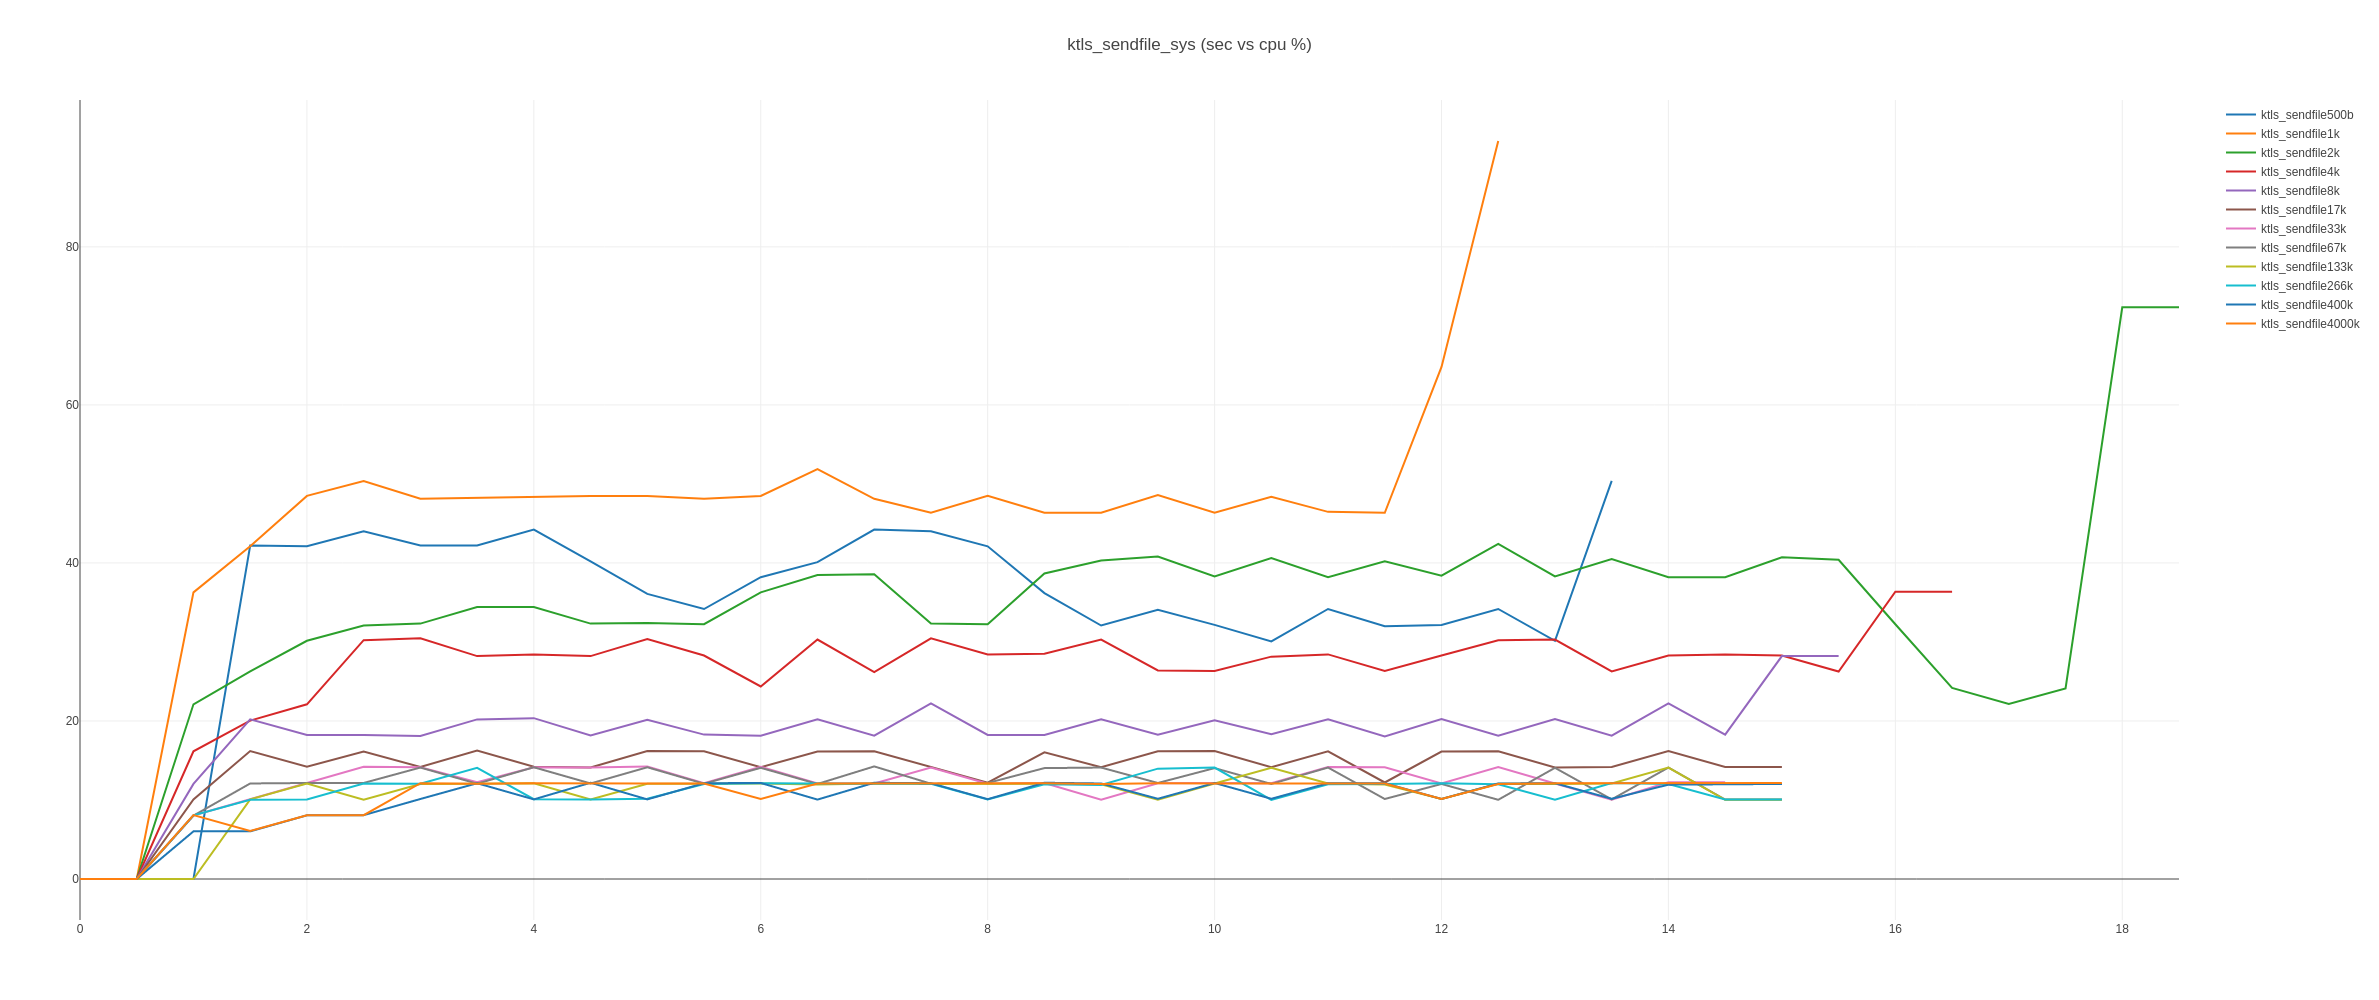 ktls_sendfile_sys (sec vs cpu %)
ktls_sendfile500b
ktls_sendfile1k
ktls_sendfile2k
ktls_sendfile4k
ktls_sendfile8k
ktls_sendfile17k
ktls_sendfile33k
ktls_sendfile67k
ktls_sendfile133k
ktls_sendfile266k
ktls_sendfile400k
ktls_sendfile4000k
80
60
40
20
0
0 2 4 6 8 10 12 14 16 18